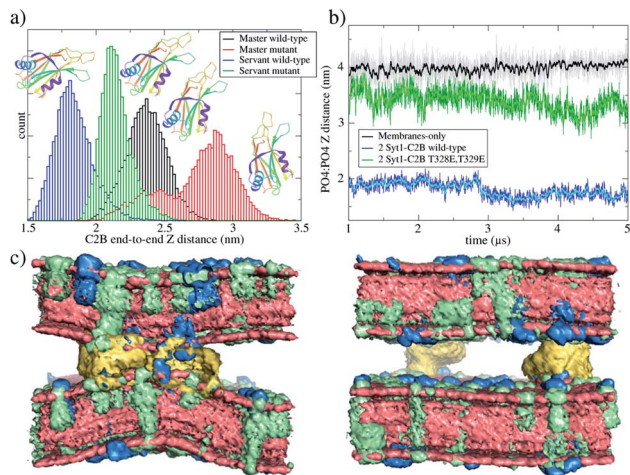 a)
count
Master wild-type
Master mutant
Servant wild-type
Servant mutant
1.5 2 2.5 3 3.5
C2B end-to-end Z distance (nm)
b)
PO4:PO4 Z distance (nm)
4
3
2
Membranes-only
2 Syt1-C2B wild-type
2 Syt1-C2B T328E,T329E
1 2 3 4 5
time (µs)
c)